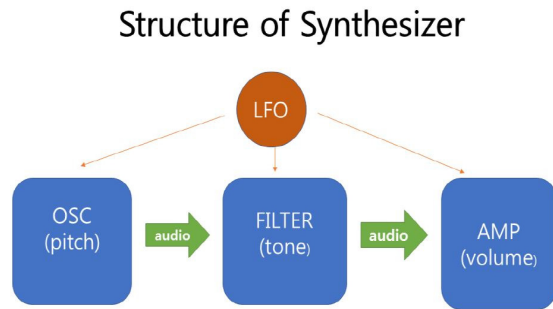 Structure of Synthesizer
LFO
OSC
(pitch)
audio
FILTER
(tone)
audio
AMP
(volume)